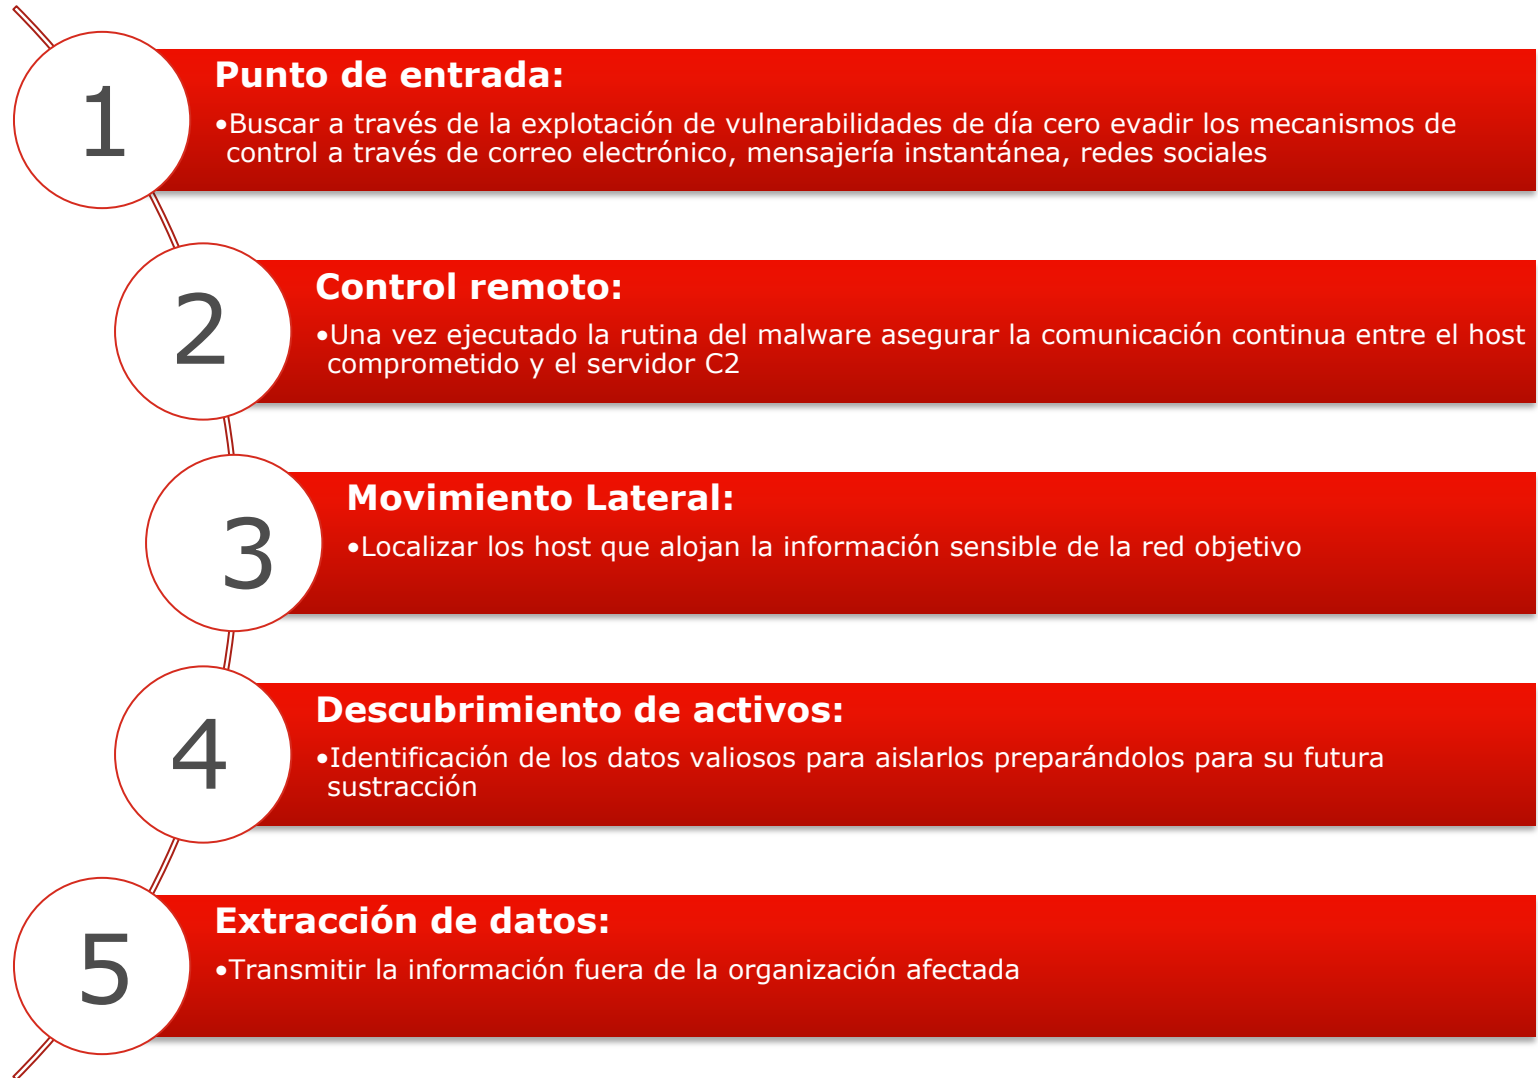 1
Punto de entrada:
•Buscar a través de la explotación de vulnerabilidades de día cero evadir los mecanismos de
control a través de correo electrónico, mensajería instantánea, redes sociales
2
Control remoto:
•Una vez ejecutado la rutina del malware asegurar la comunicación continua entre el host
comprometido y el servidor C2
3
Movimiento Lateral:
•Localizar los host que alojan la información sensible de la red objetivo
4
Descubrimiento de activos:
•Identificación de los datos valiosos para aislarlos preparándolos para su futura
sustracción
5
Extracción de datos:
•Transmitir la información fuera de la organización afectada